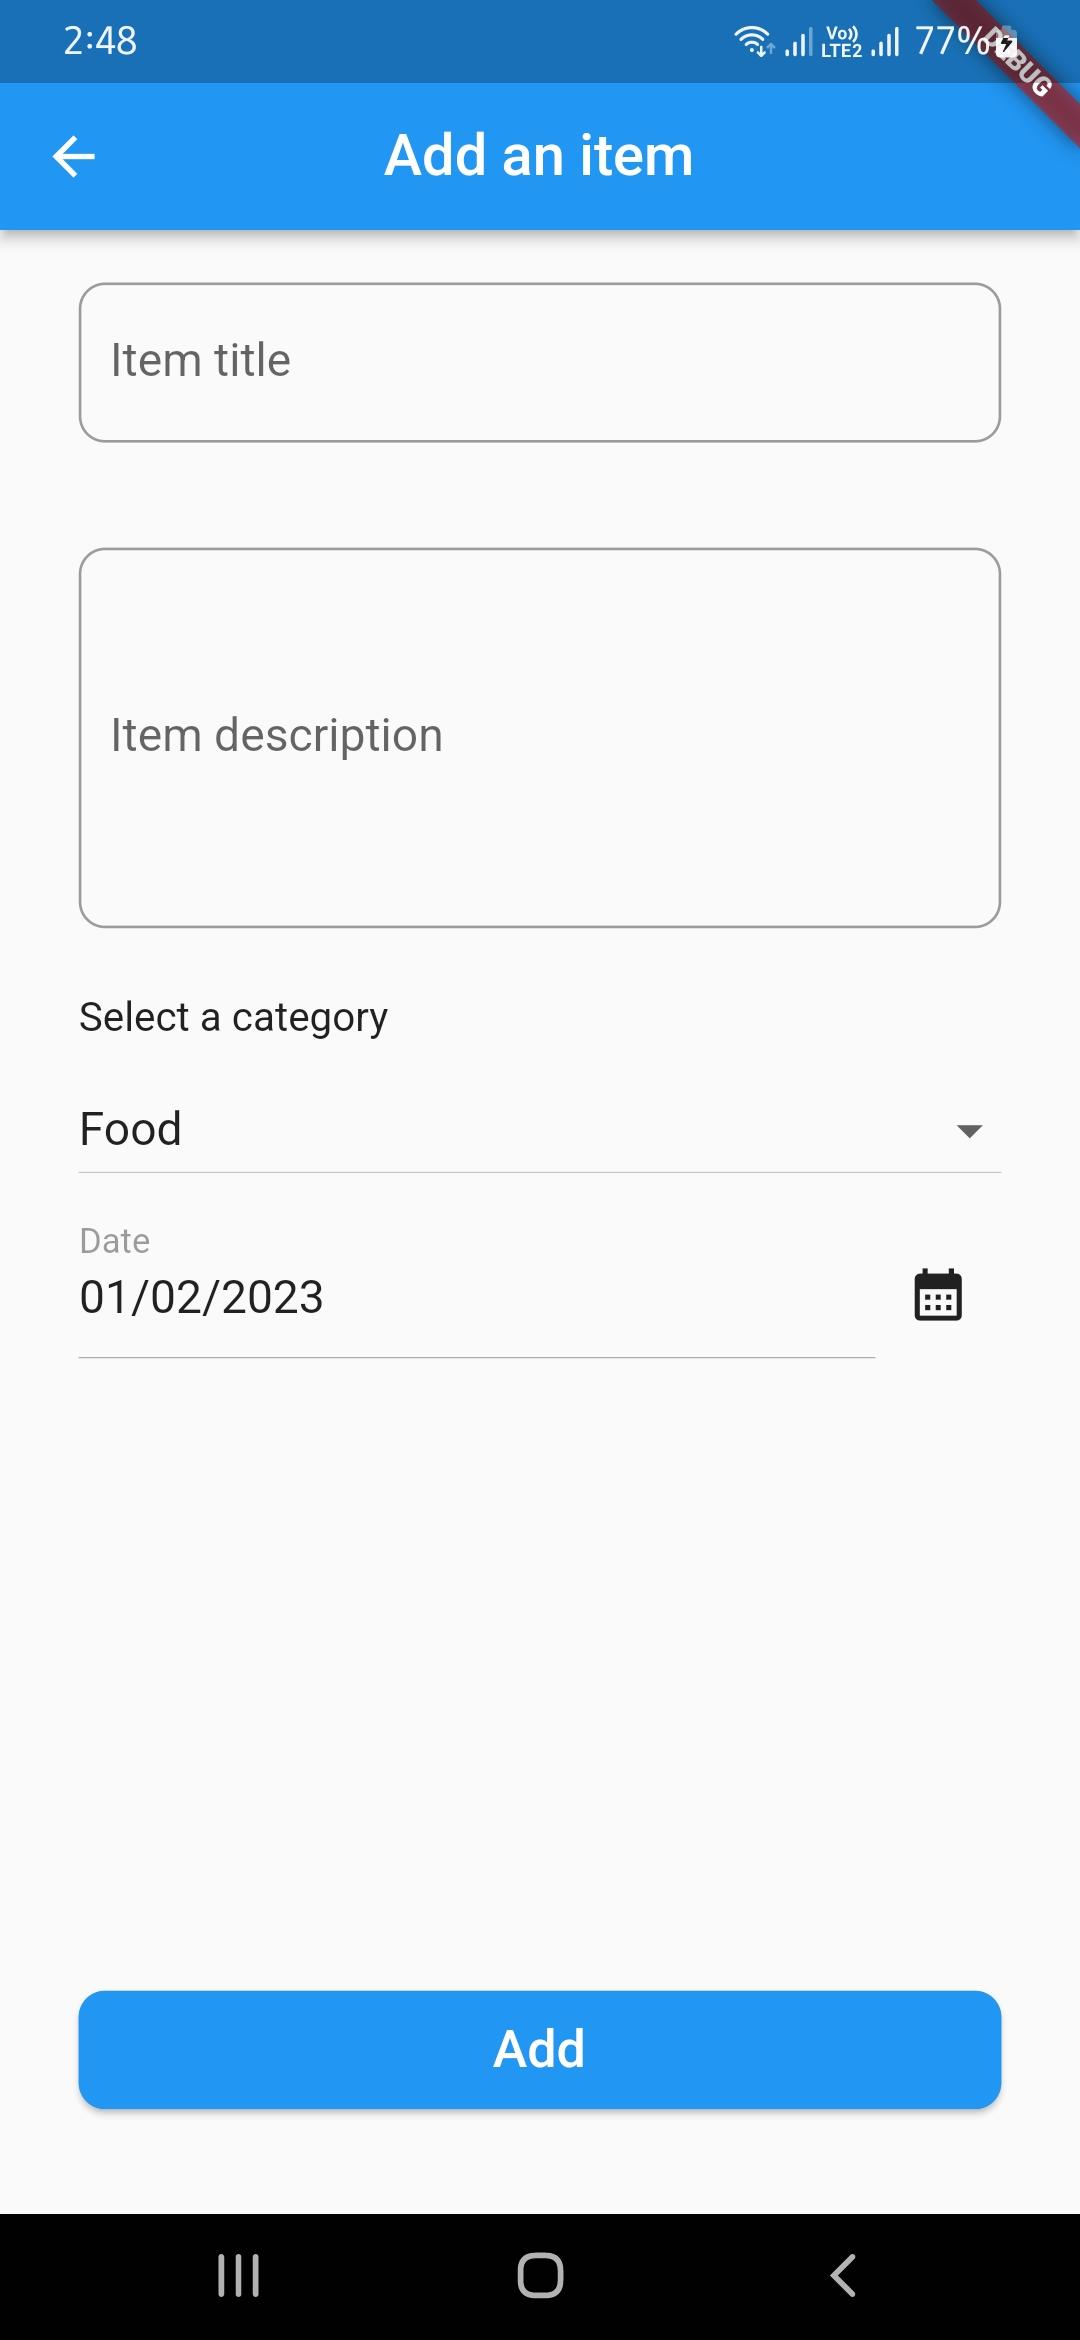 2:48
Vo))
LTE2
77%
DEBUG
Add an item
Item title
Item description
Select a category
Food
Date
01/02/2023
Add